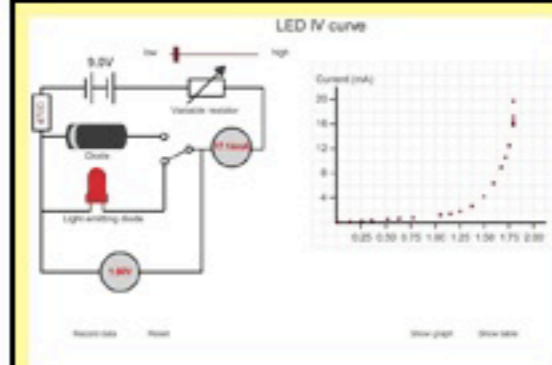 LED IV curve
low high
9.0V
Variable resistor
470Ω
Diode
Light-emitting diode
Current (mA)
20
16
12
8
4
0.25 0.50 0.75 1.00 1.25 1.50 1.75 2.00
Record data Reset
Show graph Show table